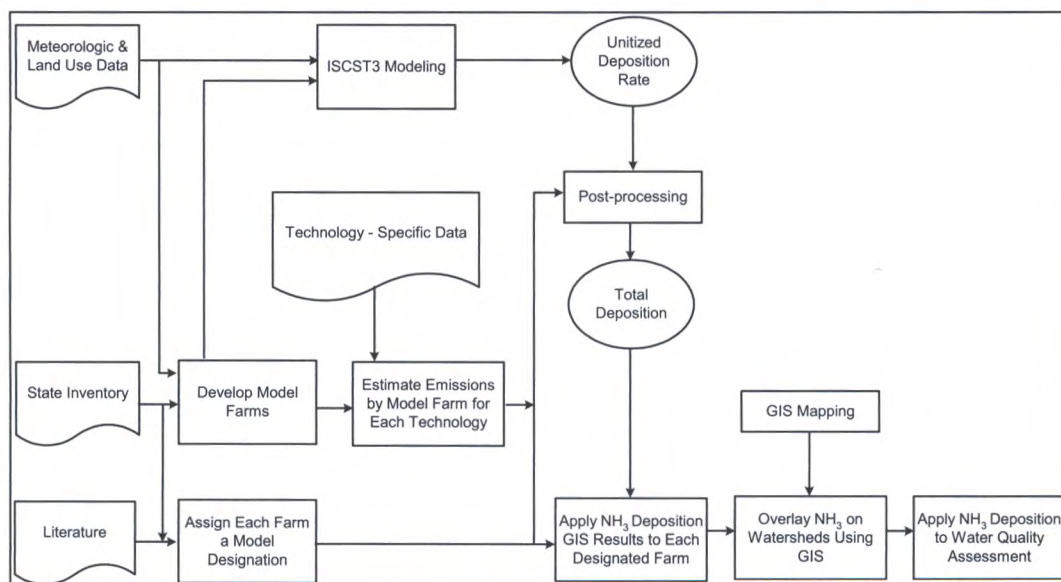 Meteorologic &
Land Use Data
ISCST3 Modeling
Unitized
Deposition
Rate
Post-processing
Technology - Specific Data
Total
Deposition
State Inventory
Develop Model
Farms
Estimate Emissions
by Model Farm for
Each Technology
GIS Mapping
Literature
Assign Each Farm
a Model
Designation
Apply NH₃ Deposition
GIS Results to Each
Designated Farm
Overlay NH₃ on
Watersheds Using
GIS
Apply NH₃ Deposition
to Water Quality
Assessment